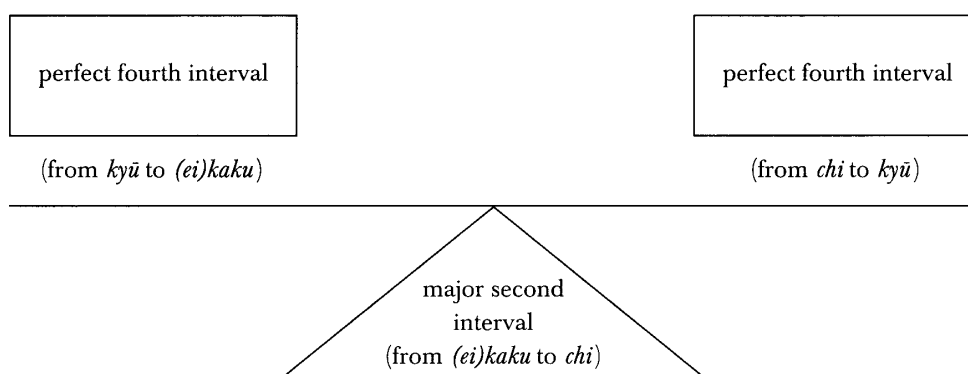 perfect fourth interval
perfect fourth interval
(from kyū to (ei)kaku)
(from chi to kyū)
major second
interval
(from (ei)kaku to chi)